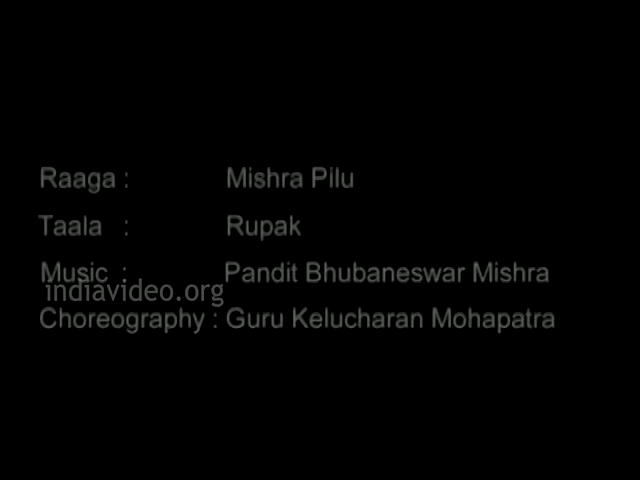 Raaga : Mishra Pilu
Taala : Rupak
Music : Pandit Bhubaneswar Mishra
indiavideo.org
Choreography : Guru Kelucharan Mohapatra